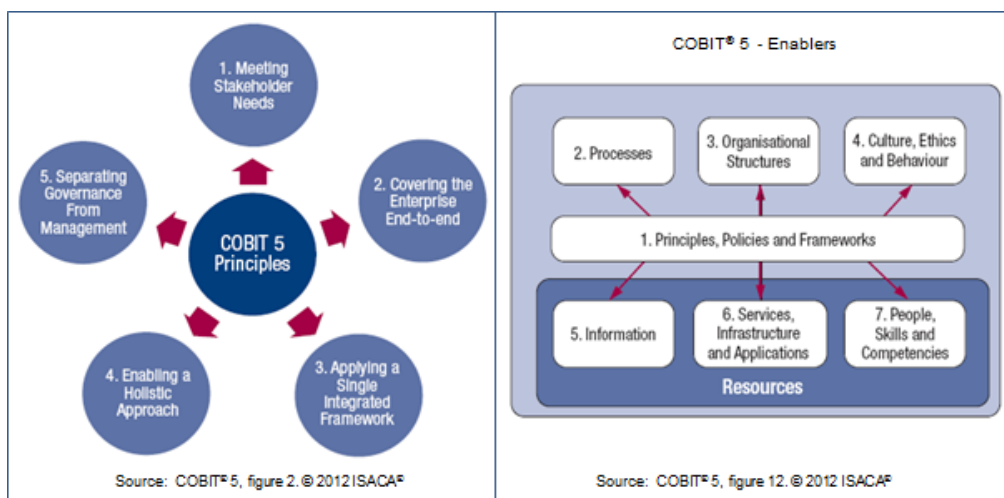 1. Meeting
Stakeholder
Needs
5. Separating
Governance
From
Management
2. Covering the
Enterprise
End-to-end
COBIT 5
Principles
4. Enabling a
Holistic
Approach
3. Applying a
Single
Integrated
Framework
Source: COBIT® 5, figure 2. © 2012 ISACA®
COBIT® 5 - Enablers
2. Processes
3. Organisational
Structures
4. Culture, Ethics
and Behaviour
1. Principles, Policies and Frameworks
5. Information
6. Services,
Infrastructure
and Applications
7. People,
Skills and
Competencies
Resources
Source: COBIT® 5, figure 12. © 2012 ISACA®